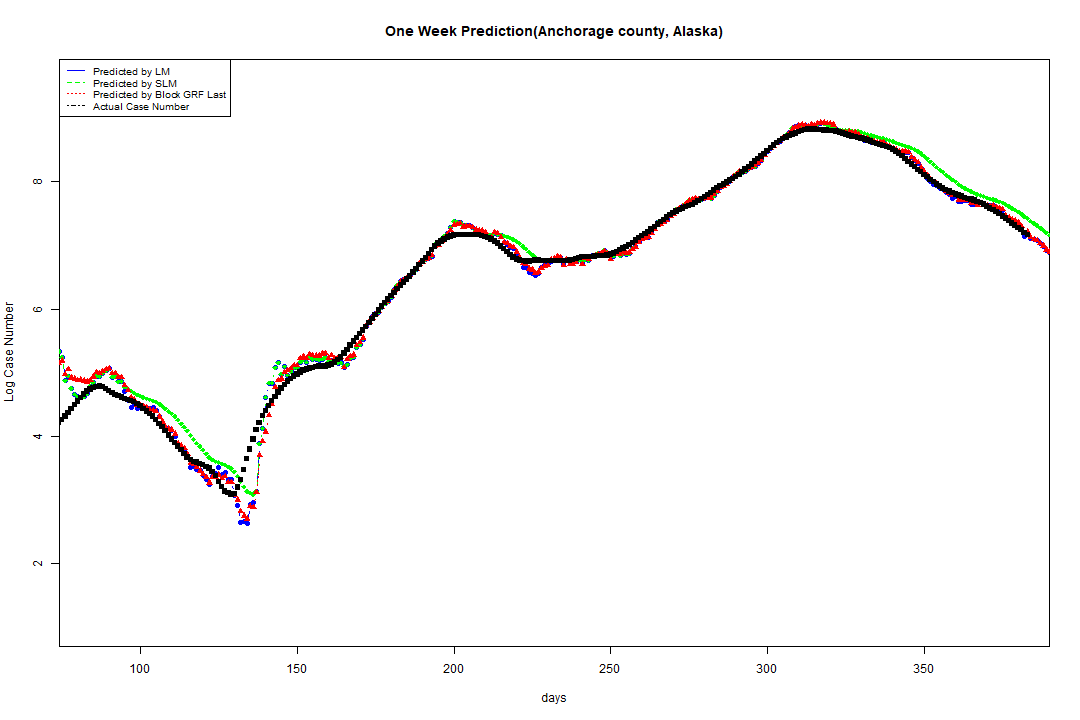 One Week Prediction(Anchorage county, Alaska)
Predicted by LM
Predicted by SLM
Predicted by Block GRF Last
Actual Case Number
8
6
4
2
Log Case Number
100 150 200 250 300 350
days